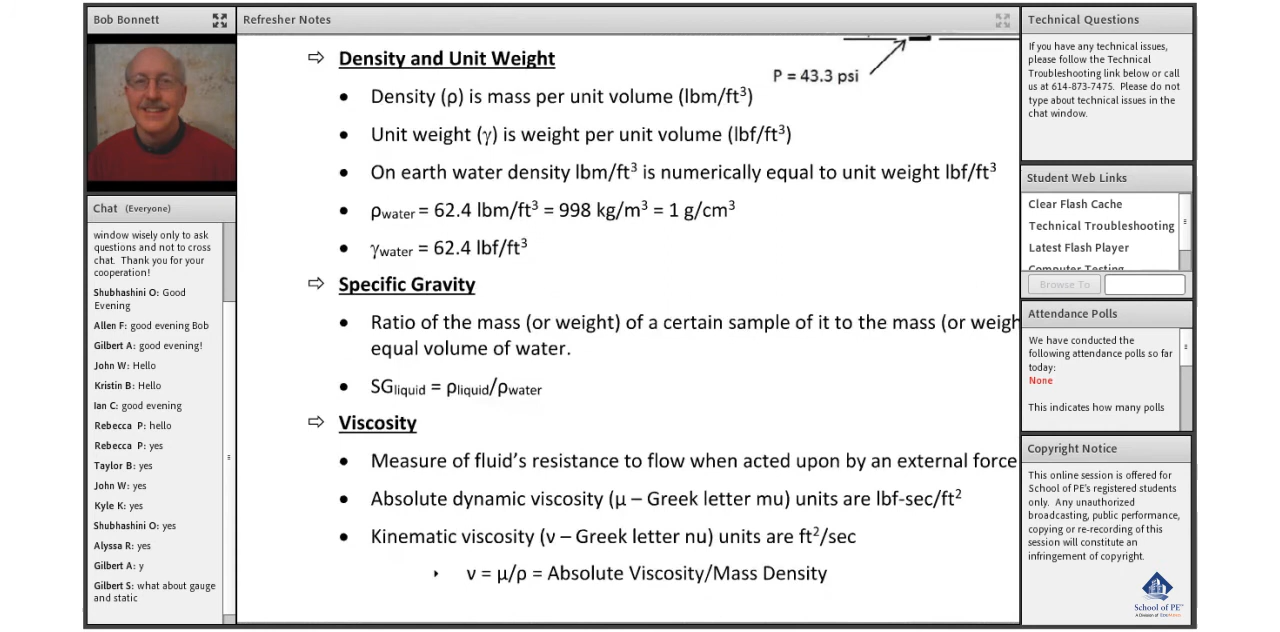 Bob Bonnett
Chat (Everyone)
window wisely only to ask
questions and not to cross
chat. Thank you for your
cooperation!
Shubhashini O: Good
Evening
Allen F: good evening Bob
Gilbert A: good evening!
John W: Hello
Kristin B: Hello
Ian C: good evening
Rebecca P: hello
Rebecca P: yes
Taylor B: yes
John W: yes
Kyle K: yes
Shubhashini O: yes
Alyssa R: yes
Gilbert A: y
Gilbert S: what about gauge
and static
Refresher Notes
P = 43.3 psi
⇨ Density and Unit Weight
• Density (ρ) is mass per unit volume (lbm/ft³)
• Unit weight (γ) is weight per unit volume (lbf/ft³)
• On earth water density lbm/ft³ is numerically equal to unit weight lbf/ft³
• ρwater = 62.4 lbm/ft³ = 998 kg/m³ = 1 g/cm³
• γwater = 62.4 lbf/ft³
⇨ Specific Gravity
• Ratio of the mass (or weight) of a certain sample of it to the mass (or weigh
equal volume of water.
• SGliquid = ρliquid/ρwater
⇨ Viscosity
• Measure of fluid's resistance to flow when acted upon by an external force
• Absolute dynamic viscosity (μ – Greek letter mu) units are lbf-sec/ft²
• Kinematic viscosity (ν – Greek letter nu) units are ft²/sec
‣ ν = μ/ρ = Absolute Viscosity/Mass Density
Technical Questions
If you have any technical issues,
please follow the Technical
Troubleshooting link below or call
us at 614-873-7475. Please do not
type about technical issues in the
chat window.
Student Web Links
Clear Flash Cache
Technical Troubleshooting
Latest Flash Player
Computer Testing
Browse To
Attendance Polls
We have conducted the
following attendance polls so far
today:
None
This indicates how many polls
Copyright Notice
This online session is offered for
School of PE's registered students
only. Any unauthorized
broadcasting, public performance,
copying or re-recording of this
session will constitute an
infringement of copyright.
School of PE™